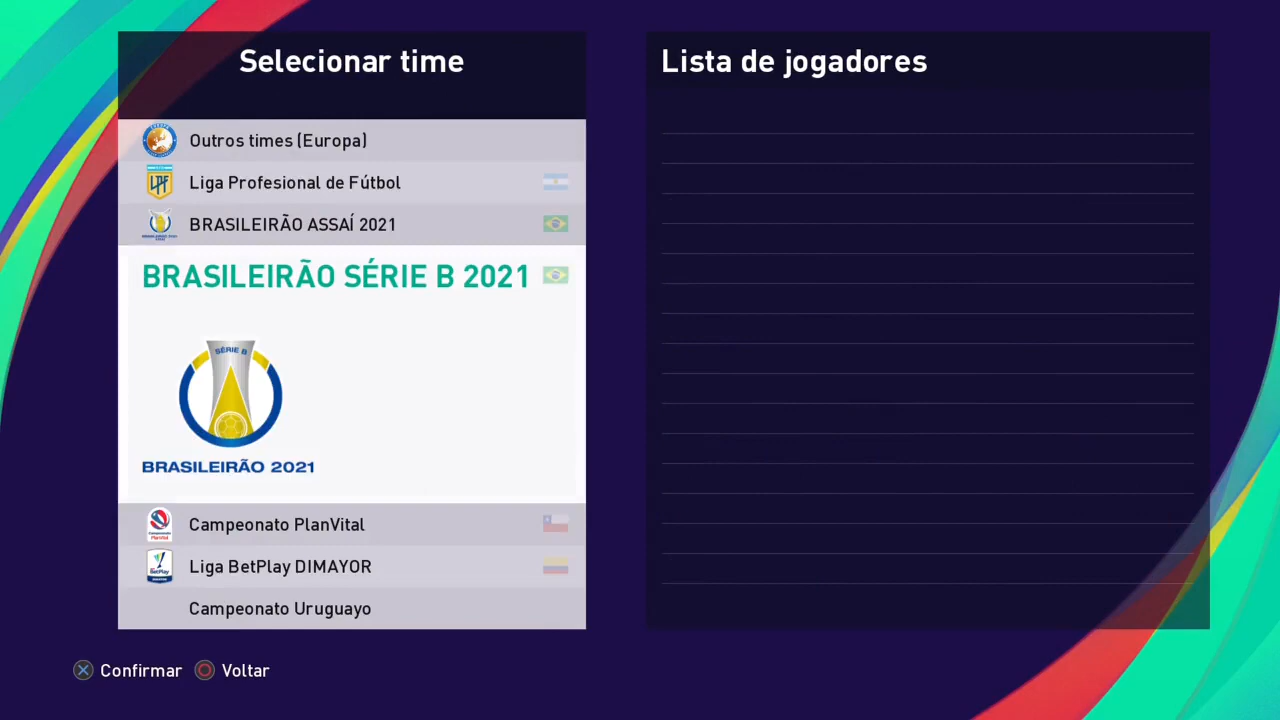 Selecionar time
Outros times (Europa)
Liga Profesional de Fútbol
BRASILEIRÃO ASSAÍ 2021
BRASILEIRÃO SÉRIE B 2021
SÉRIE B
BRASILEIRÃO 2021
Campeonato PlanVital
Liga BetPlay DIMAYOR
Campeonato Uruguayo
Lista de jogadores
Confirmar
Voltar